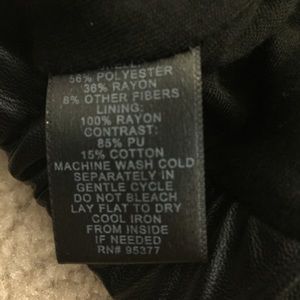 56% POLYESTER
36% RAYON
8% OTHER FIBERS
LINING:
100% RAYON
CONTRAST:
85% PU
15% COTTON
MACHINE WASH COLD
SEPARATELY IN
GENTLE CYCLE
DO NOT BLEACH
LAY FLAT TO DRY
COOL IRON
FROM INSIDE
IF NEEDED
RN# 95377